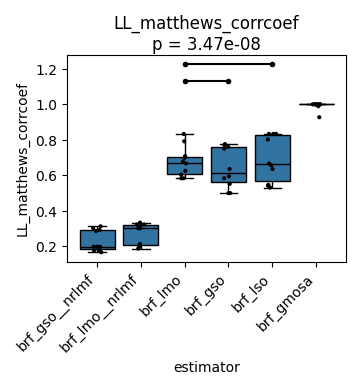 LL_matthews_corrcoef
p = 3.47e-08
LL_matthews_corrcoef
1.2
1.0
0.8
0.6
0.4
0.2
brf_gso__nrlmf
brf_lmo__nrlmf
brf_lmo
brf_gso
brf_lso
brf_gmosa
estimator